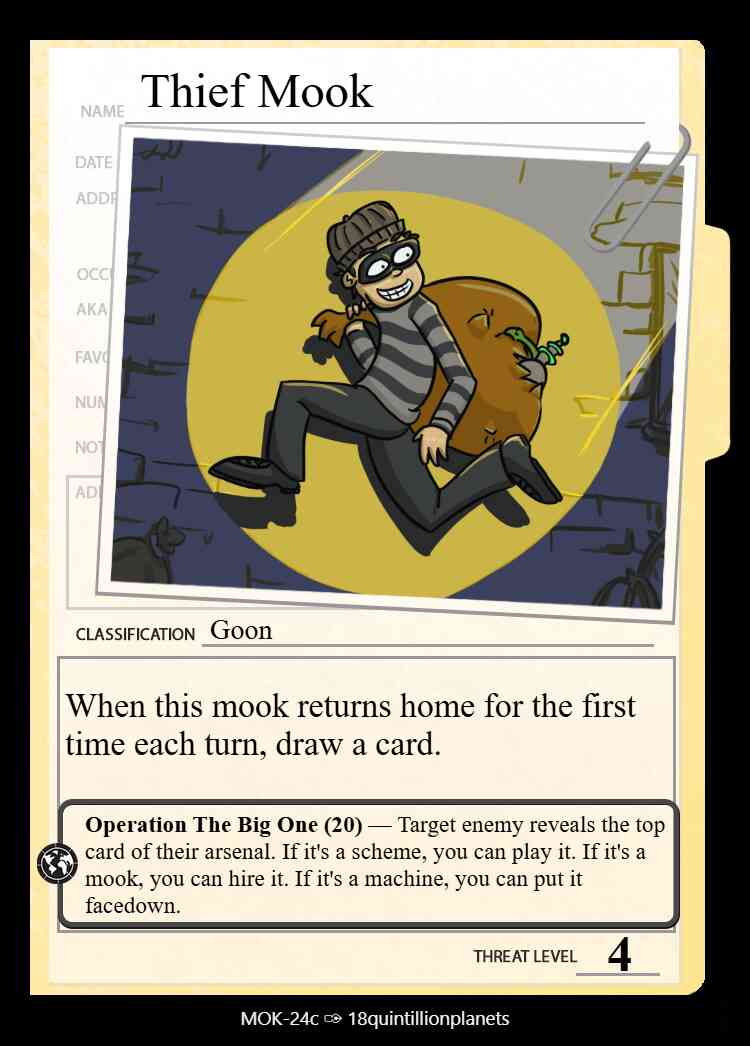 NAME Thief Mook
DATE
ADDR
OCCU
AKA
FAVO
NUM
NOT
ADD
CLASSIFICATION Goon
When this mook returns home for the first
time each turn, draw a card.
Operation The Big One (20) — Target enemy reveals the top
card of their arsenal. If it's a scheme, you can play it. If it's a
mook, you can hire it. If it's a machine, you can put it
facedown.
THREAT LEVEL 4
MOK-24c ✑ 18quintillionplanets